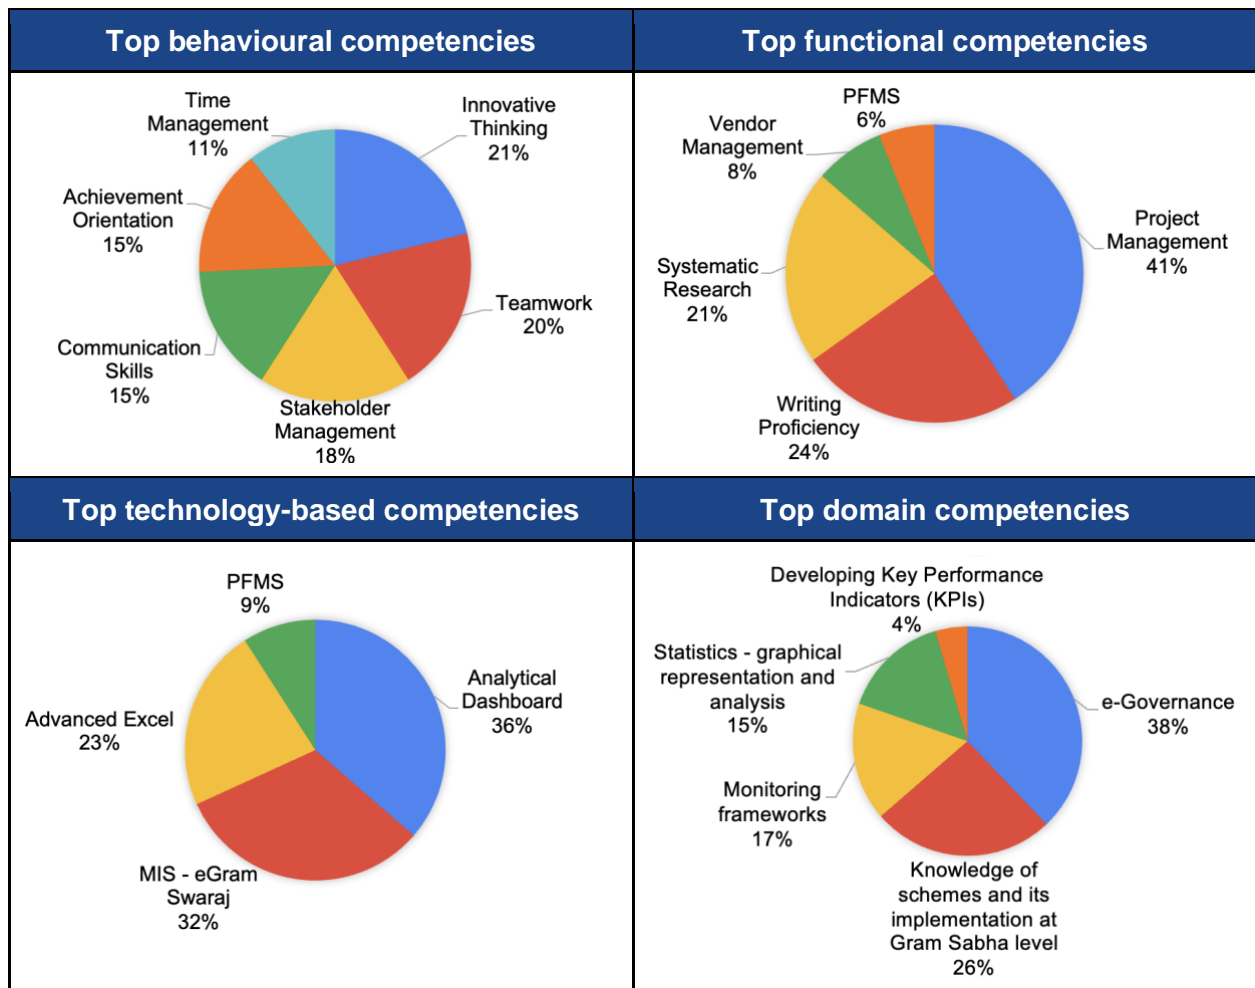 Top behavioural competencies
Time
Management
11%
Innovative
Thinking
21%
Achievement
Orientation
15%
Teamwork
20%
Communication
Skills
15%
Stakeholder
Management
18%
Top functional competencies
PFMS
6%
Vendor
Management
8%
Project
Management
41%
Systematic
Research
21%
Writing
Proficiency
24%
Top technology-based competencies
PFMS
9%
Analytical
Dashboard
36%
Advanced Excel
23%
MIS - eGram
Swaraj
32%
Top domain competencies
Developing Key Performance
Indicators (KPIs)
4%
Statistics - graphical
representation and
analysis
15%
e-Governance
38%
Monitoring
frameworks
17%
Knowledge of
schemes and its
implementation at
Gram Sabha level
26%